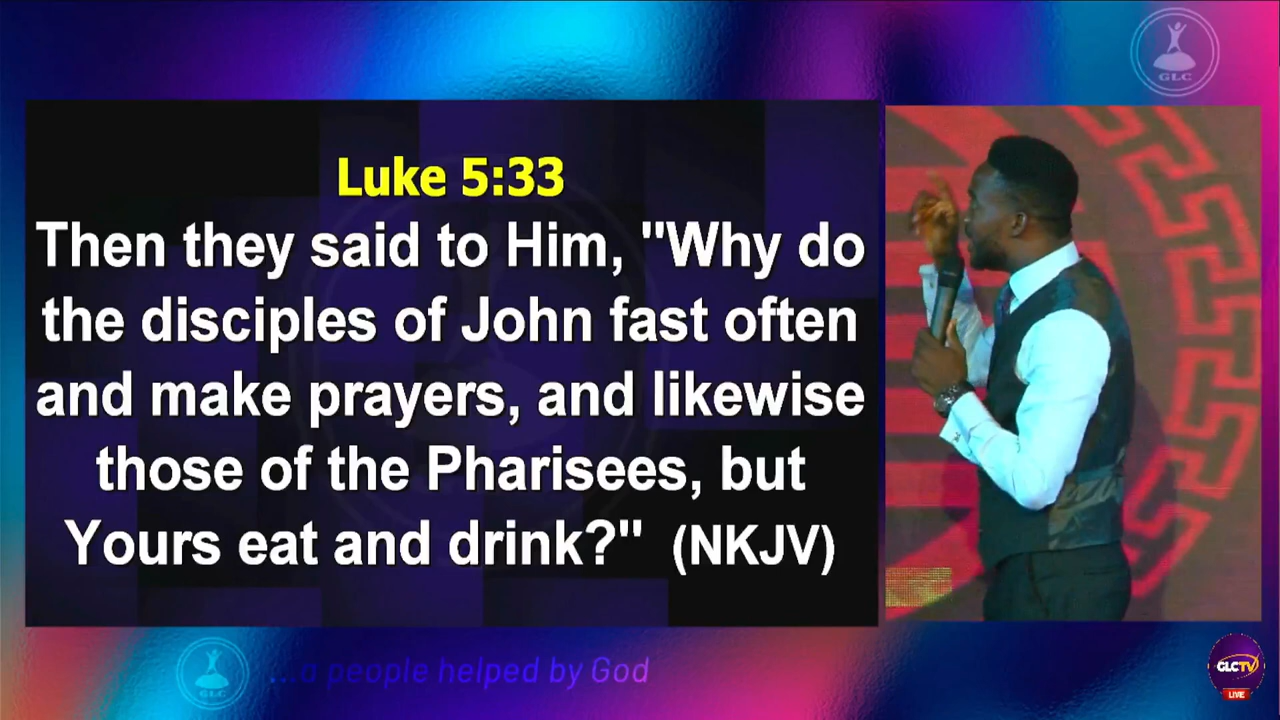 GLC
Luke 5:33
Then they said to Him, "Why do
the disciples of John fast often
and make prayers, and likewise
those of the Pharisees, but
Yours eat and drink?" (NKJV)
GLC
...a people helped by God
GLCTV
LIVE